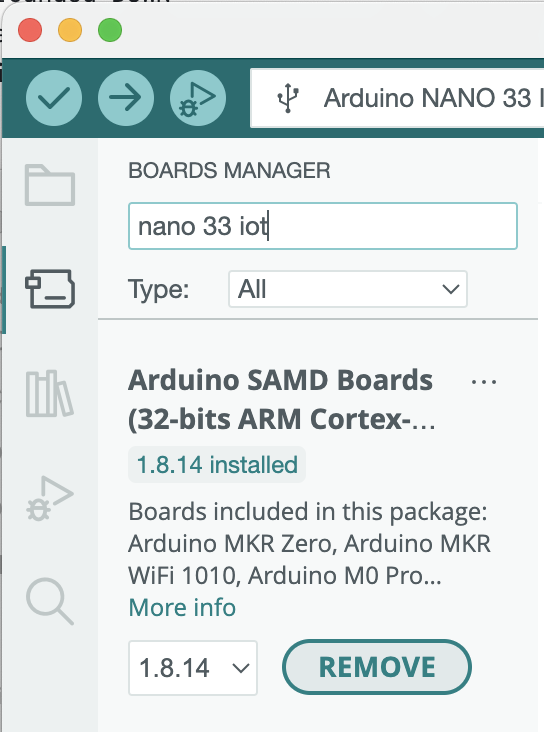 Arduino NANO 33 I
BOARDS MANAGER
nano 33 iot
Type: All
Arduino SAMD Boards
(32-bits ARM Cortex-...
1.8.14 installed
Boards included in this package:
Arduino MKR Zero, Arduino MKR
WiFi 1010, Arduino M0 Pro...
More info
1.8.14 REMOVE